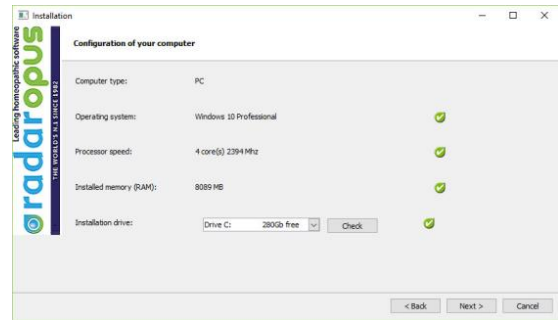 Installation
Leading homeopathic software
radaropus
THE WORLD'S N.1 SINCE 1982
Configuration of your computer
Computer type: PC
Operating system: Windows 10 Professional
Processor speed: 4 core(s) 2394 Mhz
Installed memory (RAM): 8089 MB
Installation drive: Drive C: 280Gb free Check
< Back Next > Cancel